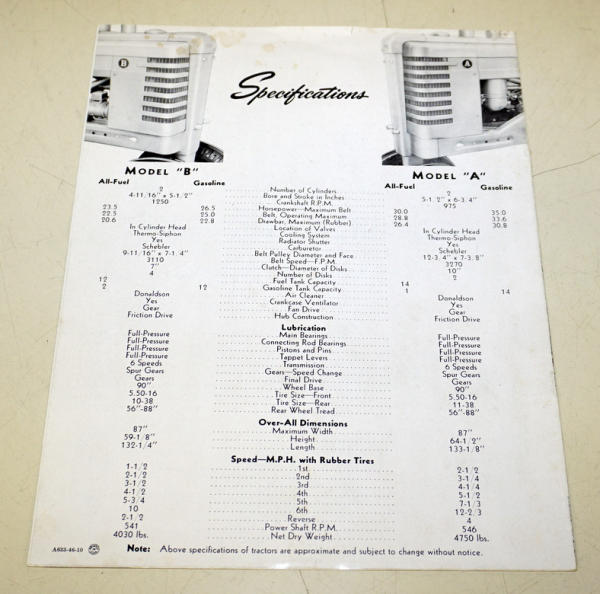 B
A
Specifications
MODEL "B" MODEL "A"
All-Fuel Gasoline All-Fuel Gasoline
2 Number of Cylinders 2
4-11/16" x 5-1/2" Bore and Stroke in Inches 5-1/2" x 6-3/4"
1250 Crankshaft R.P.M. 975
23.5 26.5 Horsepower—Maximum Belt 30.0 35.0
22.5 25.0 Belt, Operating Maximum 28.8 33.6
20.6 22.8 Drawbar, Maximum (Rubber) 26.4 30.8
In Cylinder Head Location of Valves In Cylinder Head
Thermo-Siphon Cooling System Thermo-Siphon
Yes Radiator Shutter Yes
Schebler Carburetor Schebler
9-11/16" x 7-1/4" Belt Pulley Diameter and Face 12-3/4" x 7-3/8"
3110 Belt Speed—F.P.M. 3270
7" Clutch—Diameter of Disks 10"
4 Number of Disks 2
12 Fuel Tank Capacity 14
2 12 Gasoline Tank Capacity 1 14
Donaldson Air Cleaner Donaldson
Yes Crankcase Ventilator Yes
Gear Fan Drive Gear
Friction Drive Hub Construction Friction Drive
Lubrication
Full-Pressure Main Bearings Full-Pressure
Full-Pressure Connecting Rod Bearings Full-Pressure
Full-Pressure Pistons and Pins Full-Pressure
Full-Pressure Tappet Levers Full-Pressure
6 Speeds Transmission 6 Speeds
Spur Gears Gears—Speed Change Spur Gears
Gears Final Drive Gears
90" Wheel Base 90"
5.50-16 Tire Size—Front 5.50-16
10-38 Tire Size—Rear 11-38
56"-88" Rear Wheel Tread 56"-88"
Over-All Dimensions
87" Maximum Width 87"
59-1/8" Height 64-1/2"
132-1/4" Length 133-1/8"
Speed—M.P.H. with Rubber Tires
1-1/2 1st 2-1/2
2-1/2 2nd 3-1/4
3-1/2 3rd 4-1/4
4-1/2 4th 5-1/2
5-3/4 5th 7-1/3
10 6th 12-2/3
2-1/2 Reverse 4
541 Power Shaft R.P.M. 546
4030 lbs. Net Dry Weight 4750 lbs.
A633-46-10 Note: Above specifications of tractors are approximate and subject to change without notice.